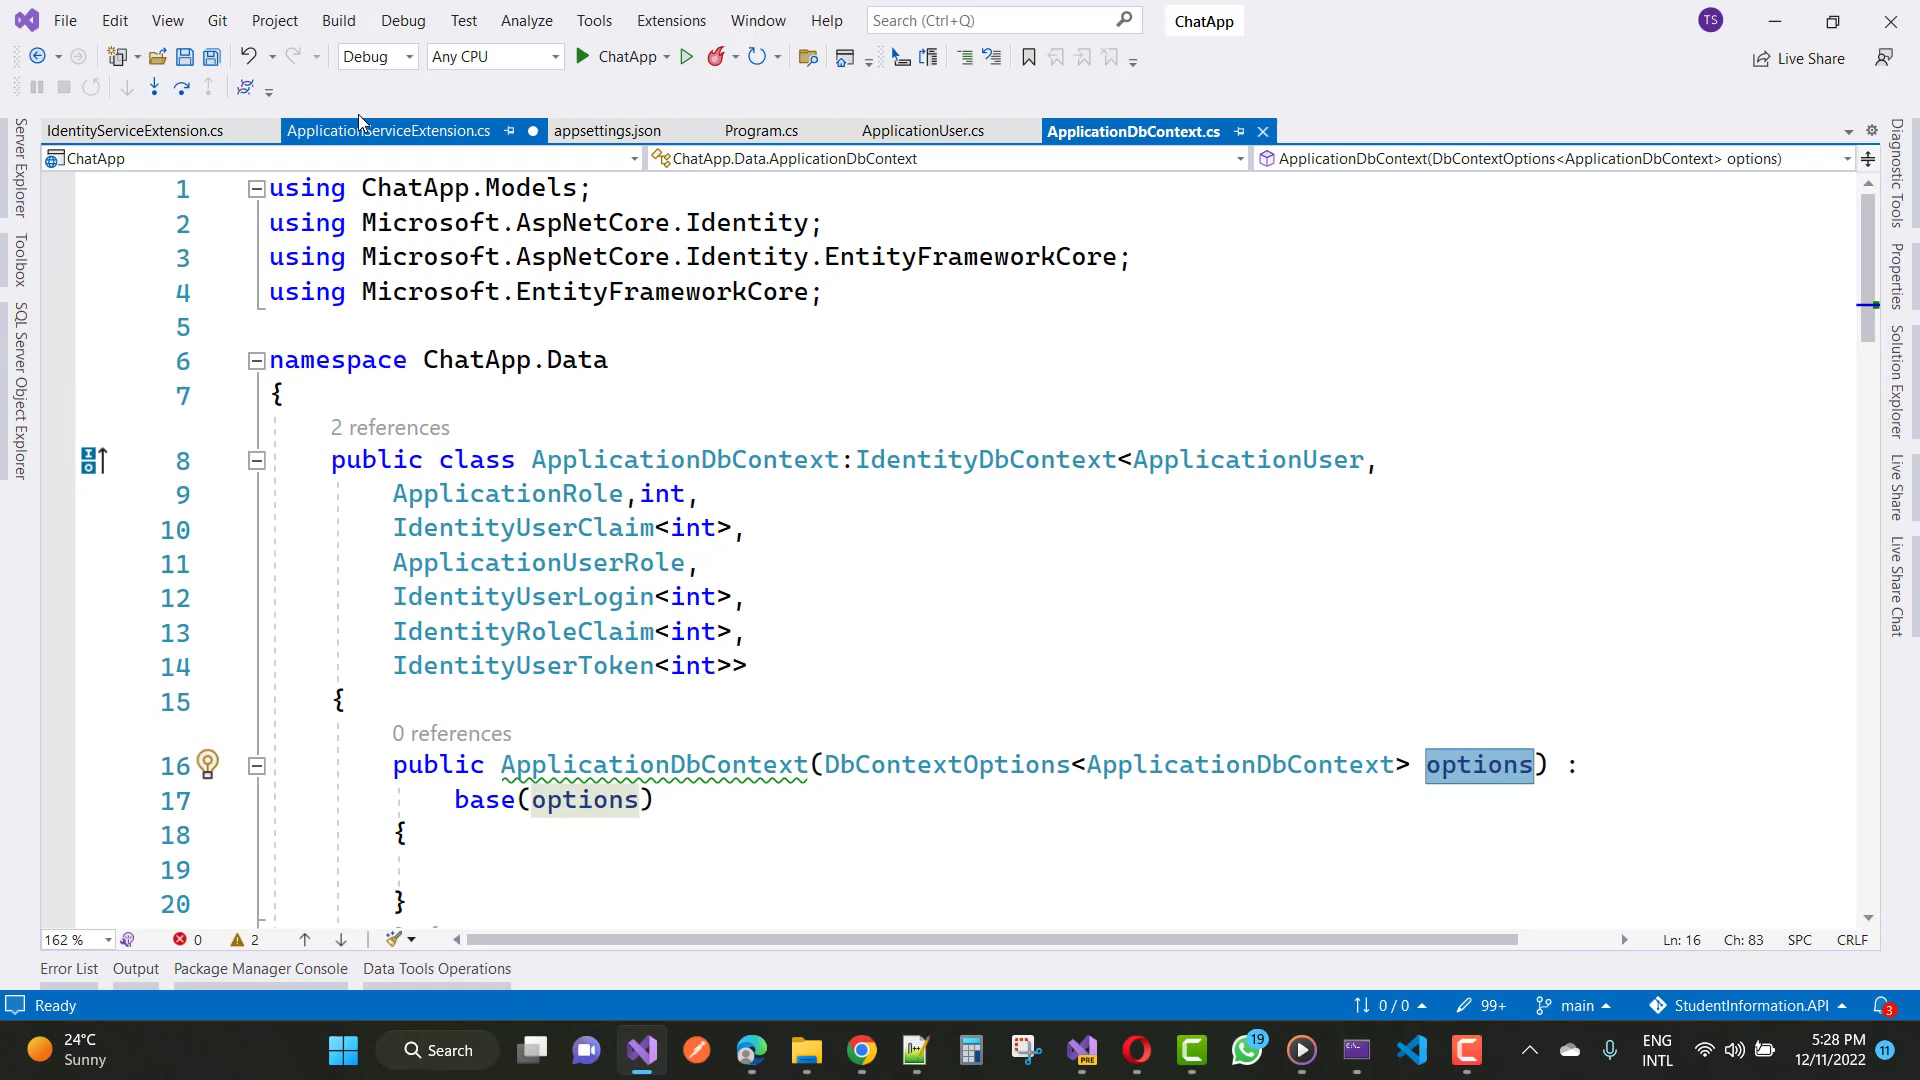 File Edit View Git Project Build Debug Test Analyze Tools Extensions Window Help Search (Ctrl+Q) ChatApp TS
Debug Any CPU ChatApp Live Share
IdentityServiceExtension.cs ApplicationServiceExtension.cs appsettings.json Program.cs ApplicationUser.cs ApplicationDbContext.cs
ChatApp ChatApp.Data.ApplicationDbContext ApplicationDbContext(DbContextOptions<ApplicationDbContext> options)
Server Explorer
Toolbox
SQL Server Object Explorer
1 using ChatApp.Models;
2 using Microsoft.AspNetCore.Identity;
3 using Microsoft.AspNetCore.Identity.EntityFrameworkCore;
4 using Microsoft.EntityFrameworkCore;
5
6 namespace ChatApp.Data
7 {
2 references
8 public class ApplicationDbContext:IdentityDbContext<ApplicationUser,
9 ApplicationRole,int,
10 IdentityUserClaim<int>,
11 ApplicationUserRole,
12 IdentityUserLogin<int>,
13 IdentityRoleClaim<int>,
14 IdentityUserToken<int>>
15 {
0 references
16 public ApplicationDbContext(DbContextOptions<ApplicationDbContext> options) :
17 base(options)
18 {
19
20 }
Diagnostic Tools
Properties
Solution Explorer
Live Share
Live Share Chat
162 % 0 2 Ln: 16 Ch: 83 SPC CRLF
Error List Output Package Manager Console Data Tools Operations
Ready 0 / 0 99+ main StudentInformation.API 3
24°C
Sunny
Search
PRE
19
ENG
INTL
5:28 PM
12/11/2022
11